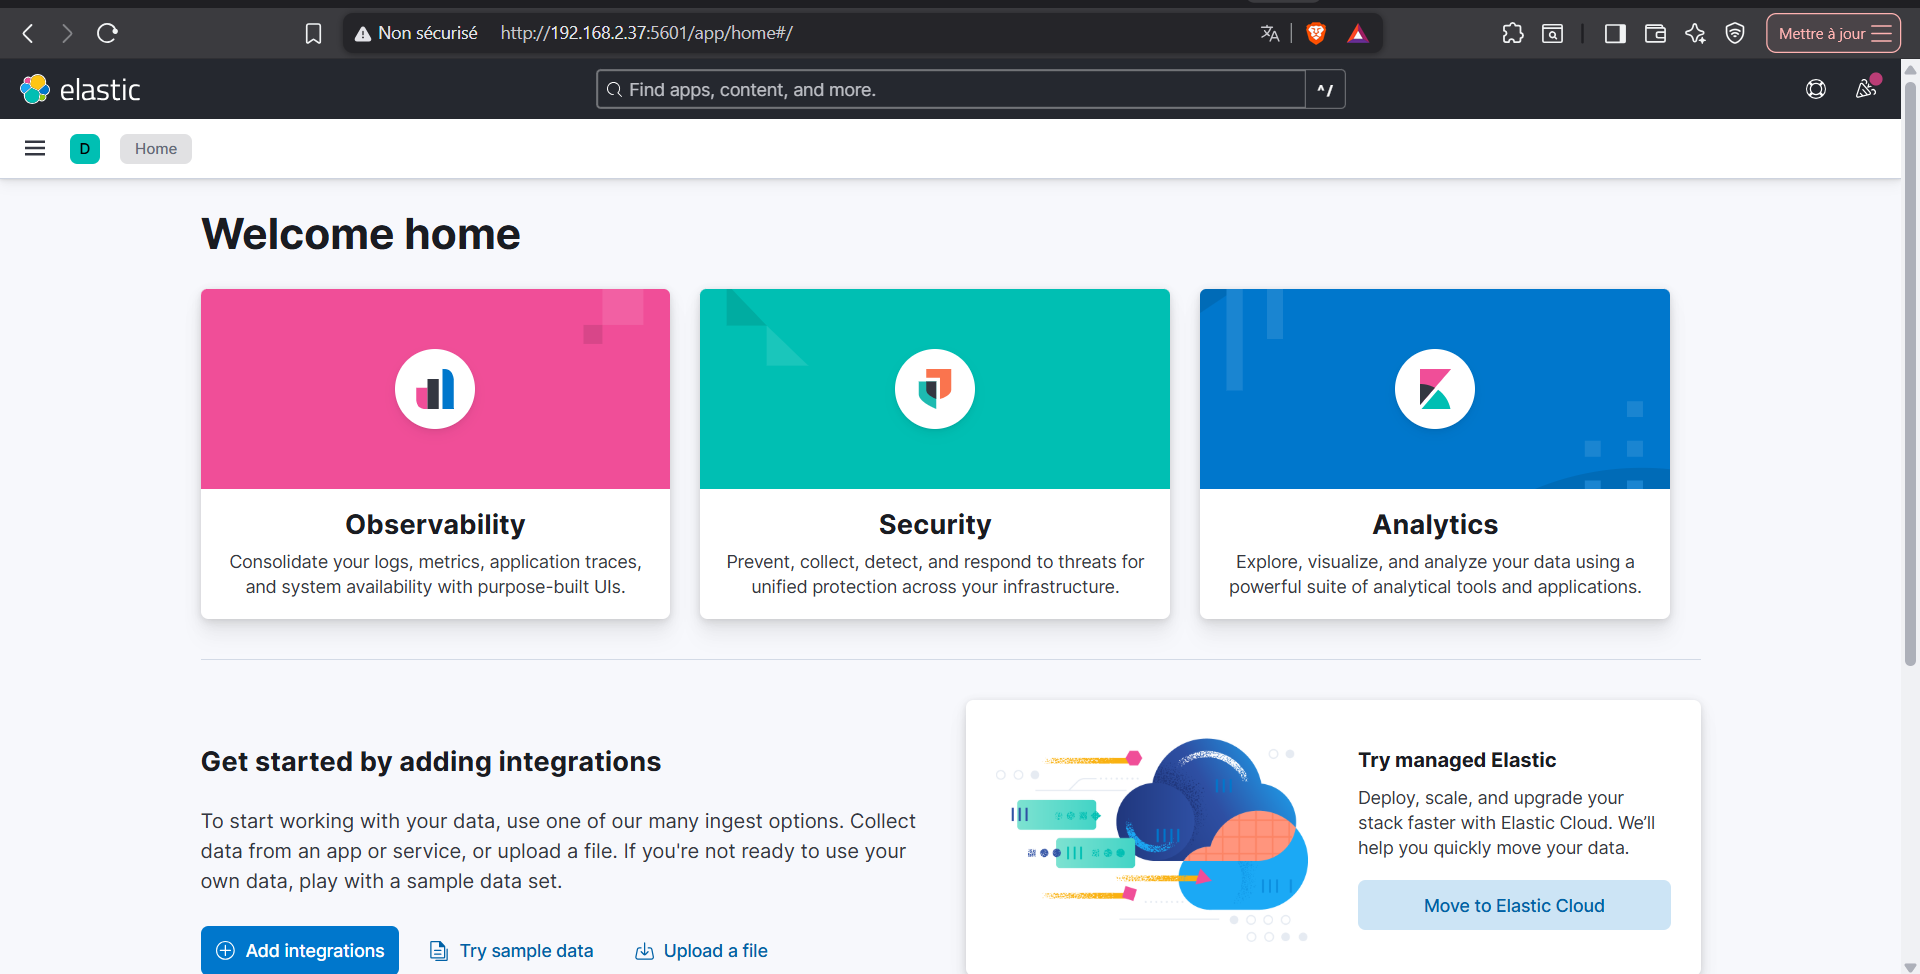 Non sécurisé http://192.168.2.37:5601/app/home#/ Mettre à jour
elastic Find apps, content, and more. ^/
D Home
Welcome home
Observability
Consolidate your logs, metrics, application traces,
and system availability with purpose-built UIs.
Security
Prevent, collect, detect, and respond to threats for
unified protection across your infrastructure.
Analytics
Explore, visualize, and analyze your data using a
powerful suite of analytical tools and applications.
Get started by adding integrations
To start working with your data, use one of our many ingest options. Collect
data from an app or service, or upload a file. If you're not ready to use your
own data, play with a sample data set.
Add integrations Try sample data Upload a file
Try managed Elastic
Deploy, scale, and upgrade your
stack faster with Elastic Cloud. We’ll
help you quickly move your data.
Move to Elastic Cloud